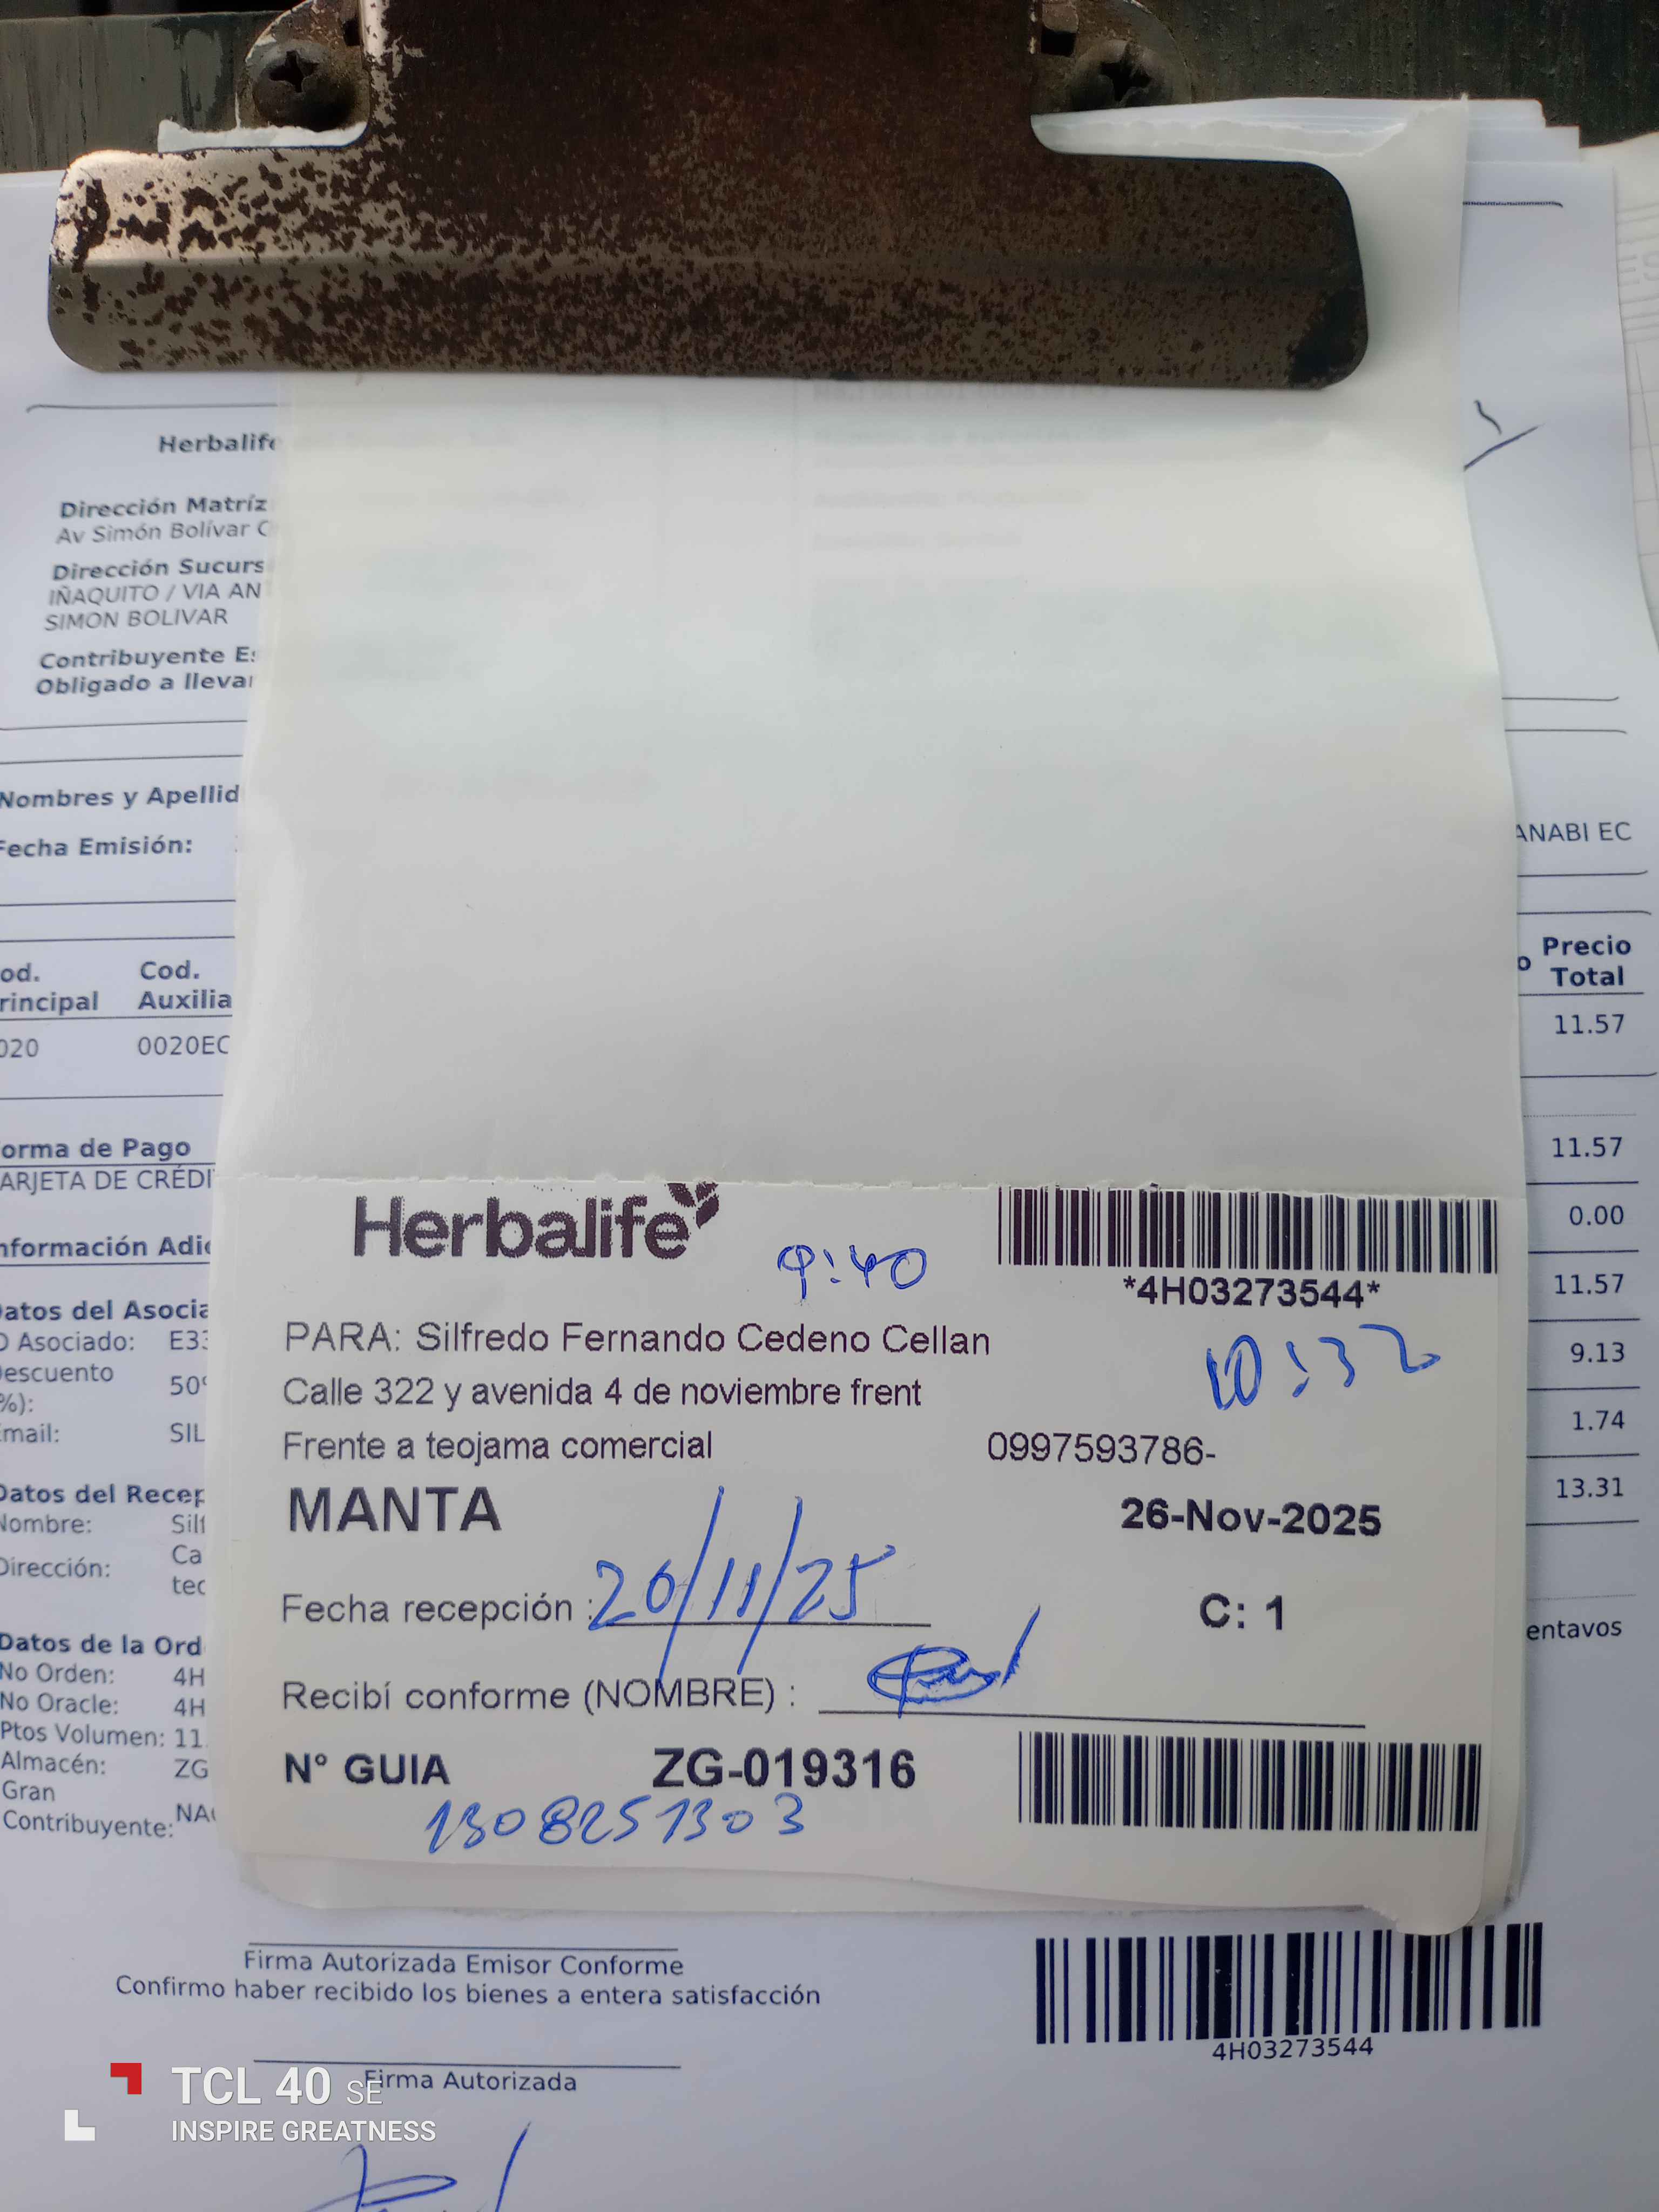 Herbalife
Dirección Matríz
Av Simón Bolívar
Dirección Sucurs
IÑAQUITO / VIA AN
SIMON BOLIVAR
Contribuyente Es
Obligado a llevar
Nombres y Apellid
Fecha Emisión:
ANABI EC
od.
rincipal
Cod.
Auxilia
o
Precio
Total
020 0020EC 11.57
orma de Pago 11.57
ARJETA DE CRÉDI
0.00
nformación Adic
11.57
Datos del Asocia
D Asociado: E33
9.13
Descuento
%): 50%
1.74
Email: SIL
13.31
Datos del Recep
Nombre: Silf
Dirección: Ca
tec
entavos
Datos de la Ord
No Orden: 4H
No Oracle: 4H
Ptos Volumen: 11
Almacén: ZG
Gran
Contribuyente: NA
Herbalife
9:40
*4H03273544*
PARA: Silfredo Fernando Cedeno Cellan
10:32
Calle 322 y avenida 4 de noviembre frent
Frente a teojama comercial 0997593786-
MANTA 26-Nov-2025
Fecha recepción : 26/11/25 C: 1
Recibí conforme (NOMBRE) :
N° GUIA ZG-019316
1308251303
Firma Autorizada Emisor Conforme
Confirmo haber recibido los bienes a entera satisfacción
4H03273544
Firma Autorizada
TCL 40 SE
INSPIRE GREATNESS